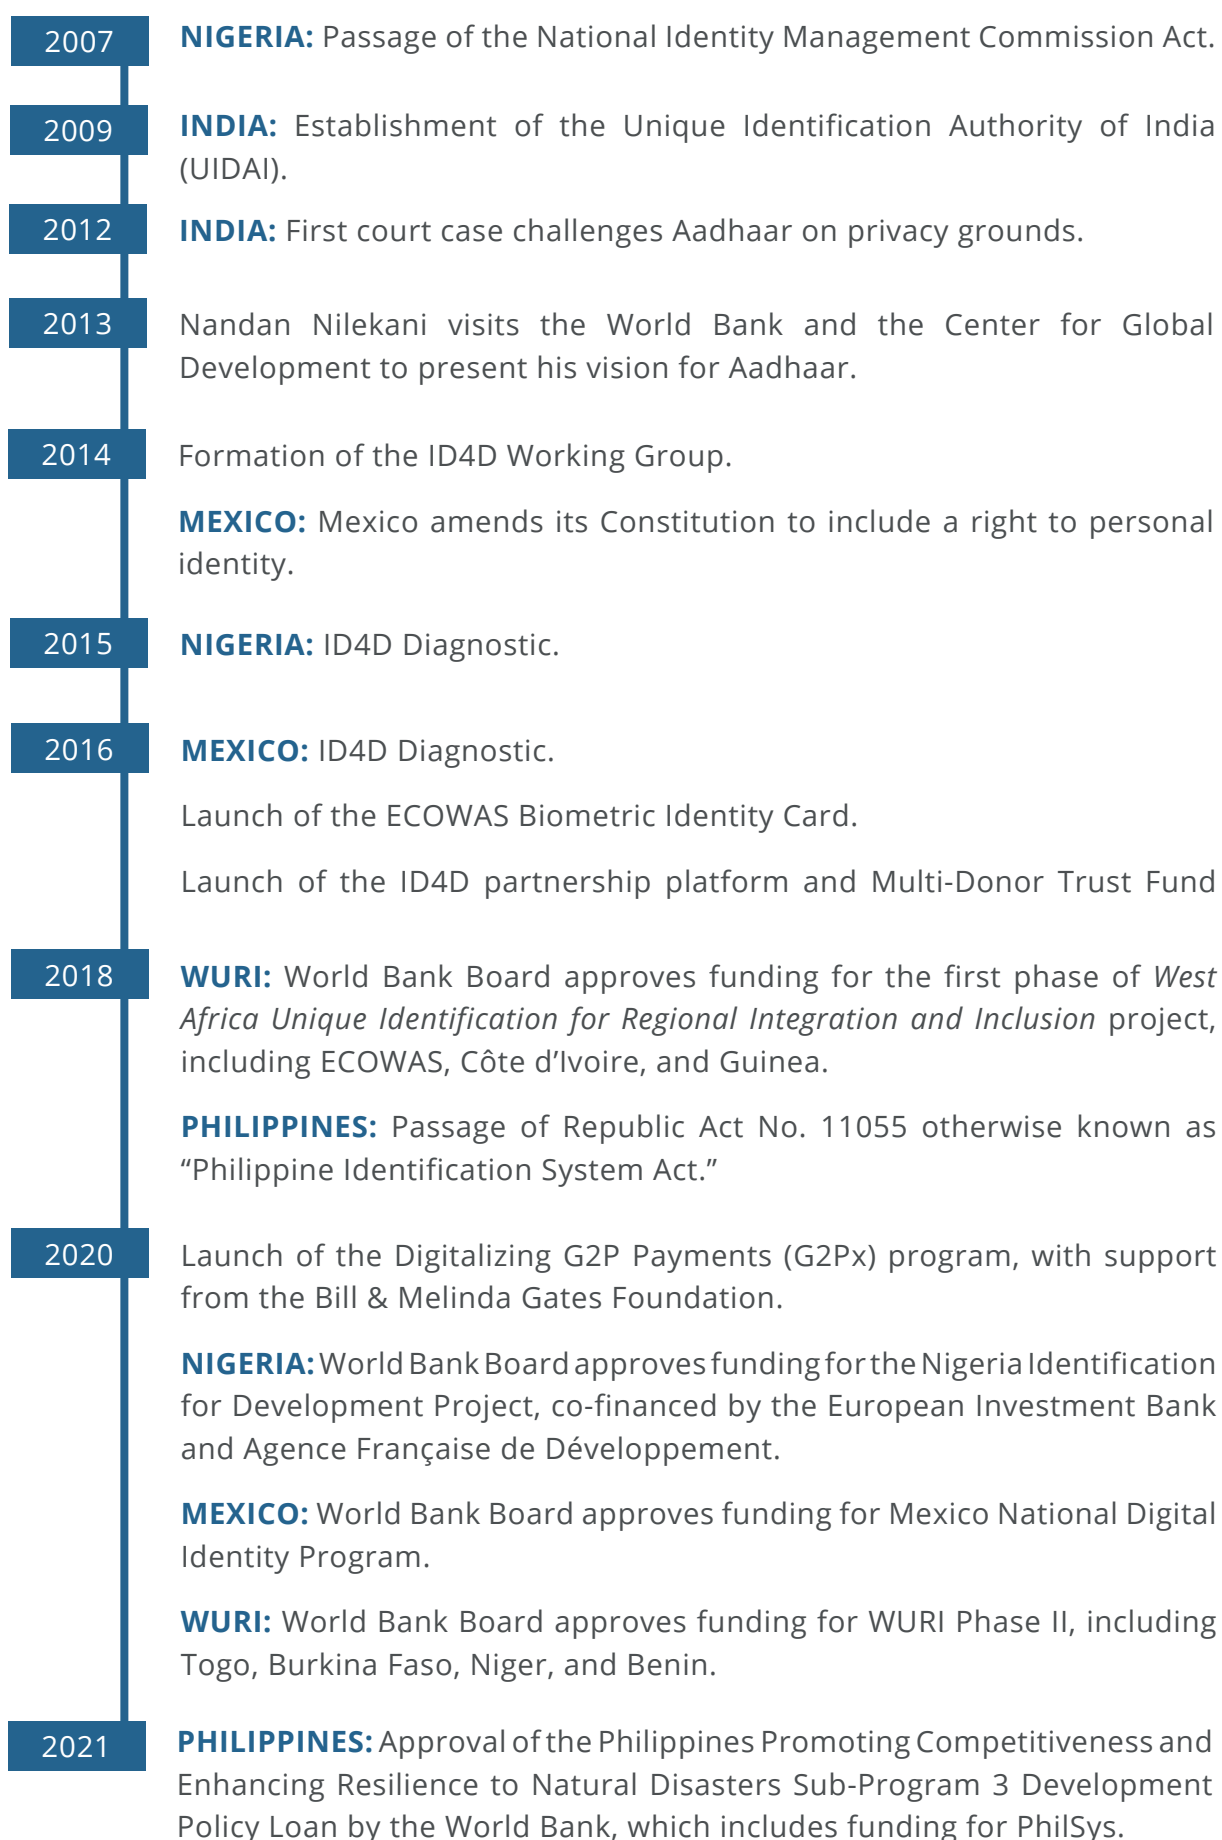 2007
NIGERIA: Passage of the National Identity Management Commission Act.
2009
INDIA: Establishment of the Unique Identification Authority of India
(UIDAI).
2012
INDIA: First court case challenges Aadhaar on privacy grounds.
2013
Nandan Nilekani visits the World Bank and the Center for Global
Development to present his vision for Aadhaar.
2014
Formation of the ID4D Working Group.
MEXICO: Mexico amends its Constitution to include a right to personal
identity.
2015
NIGERIA: ID4D Diagnostic.
2016
MEXICO: ID4D Diagnostic.
Launch of the ECOWAS Biometric Identity Card.
Launch of the ID4D partnership platform and Multi-Donor Trust Fund
2018
WURI: World Bank Board approves funding for the first phase of West
Africa Unique Identification for Regional Integration and Inclusion project,
including ECOWAS, Côte d’Ivoire, and Guinea.
PHILIPPINES: Passage of Republic Act No. 11055 otherwise known as
“Philippine Identification System Act.”
2020
Launch of the Digitalizing G2P Payments (G2Px) program, with support
from the Bill & Melinda Gates Foundation.
NIGERIA: World Bank Board approves funding for the Nigeria Identification
for Development Project, co-financed by the European Investment Bank
and Agence Française de Développement.
MEXICO: World Bank Board approves funding for Mexico National Digital
Identity Program.
WURI: World Bank Board approves funding for WURI Phase II, including
Togo, Burkina Faso, Niger, and Benin.
2021
PHILIPPINES: Approval of the Philippines Promoting Competitiveness and
Enhancing Resilience to Natural Disasters Sub-Program 3 Development
Policy Loan by the World Bank, which includes funding for PhilSys.